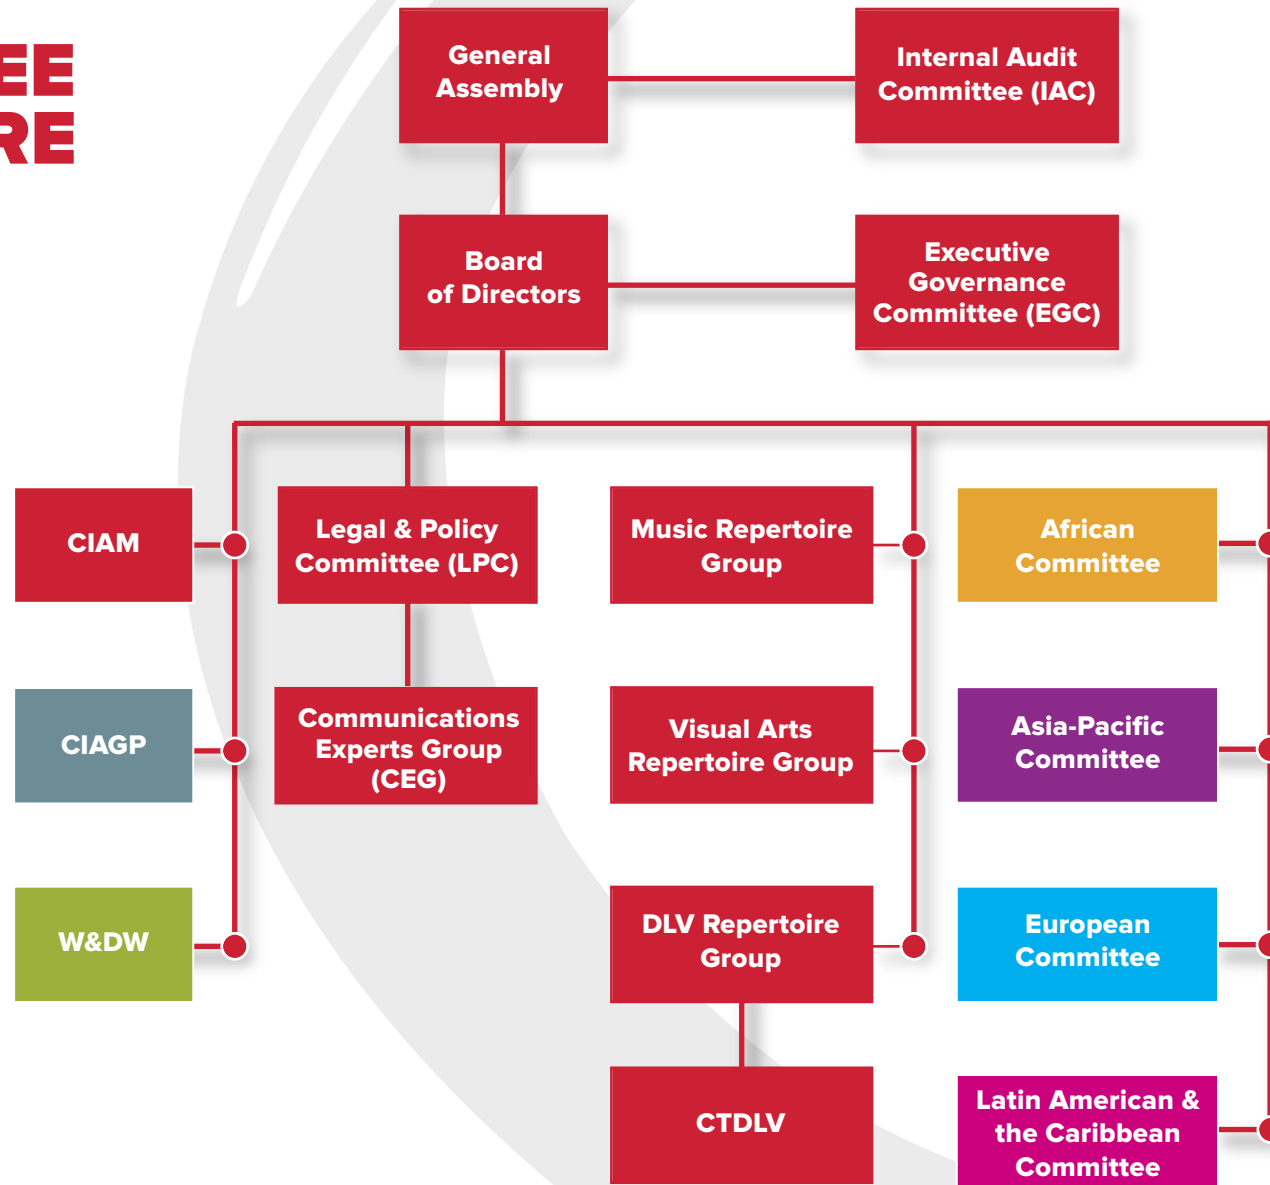 EE
RE
General
Assembly
Internal Audit
Committee (IAC)
Board
of Directors
Executive
Governance
Committee (EGC)
CIAM
Legal & Policy
Committee (LPC)
Music Repertoire
Group
African
Committee
CIAGP
Communications
Experts Group
(CEG)
Visual Arts
Repertoire Group
Asia-Pacific
Committee
W&DW
DLV Repertoire
Group
European
Committee
CTDLV
Latin American &
the Caribbean
Committee